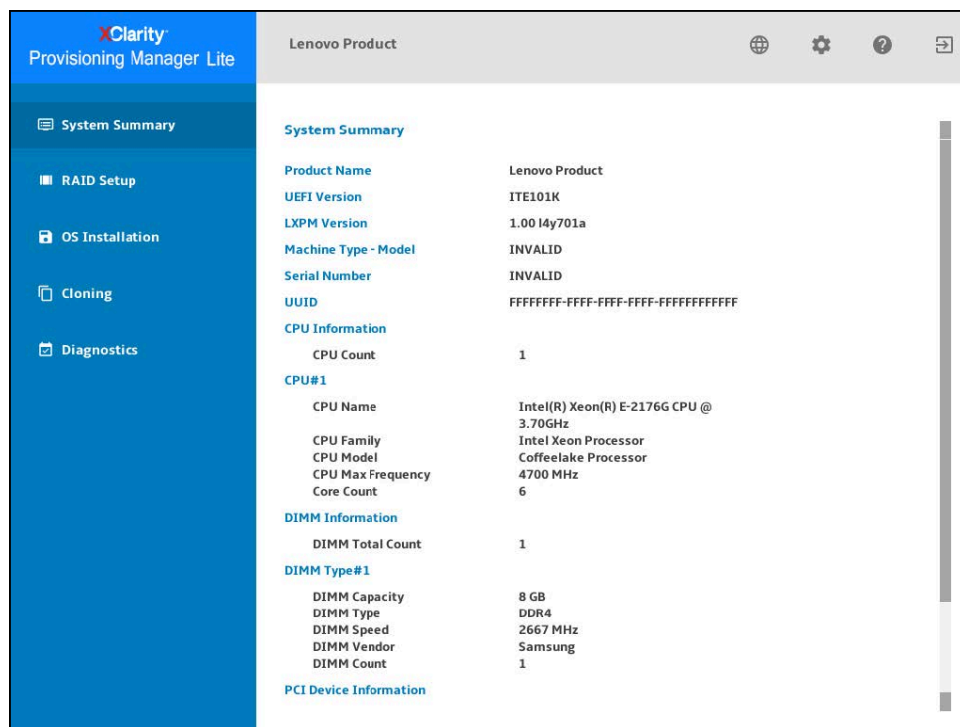 XClarity
Provisioning Manager Lite
Lenovo Product
System Summary
RAID Setup
OS Installation
Cloning
Diagnostics
System Summary
Product Name Lenovo Product
UEFI Version ITE101K
LXPM Version 1.00 l4y701a
Machine Type - Model INVALID
Serial Number INVALID
UUID FFFFFFFF-FFFF-FFFF-FFFF-FFFFFFFFFFFF
CPU Information
CPU Count 1
CPU#1
CPU Name Intel(R) Xeon(R) E-2176G CPU @
3.70GHz
CPU Family Intel Xeon Processor
CPU Model Coffeelake Processor
CPU Max Frequency 4700 MHz
Core Count 6
DIMM Information
DIMM Total Count 1
DIMM Type#1
DIMM Capacity 8 GB
DIMM Type DDR4
DIMM Speed 2667 MHz
DIMM Vendor Samsung
DIMM Count 1
PCI Device Information